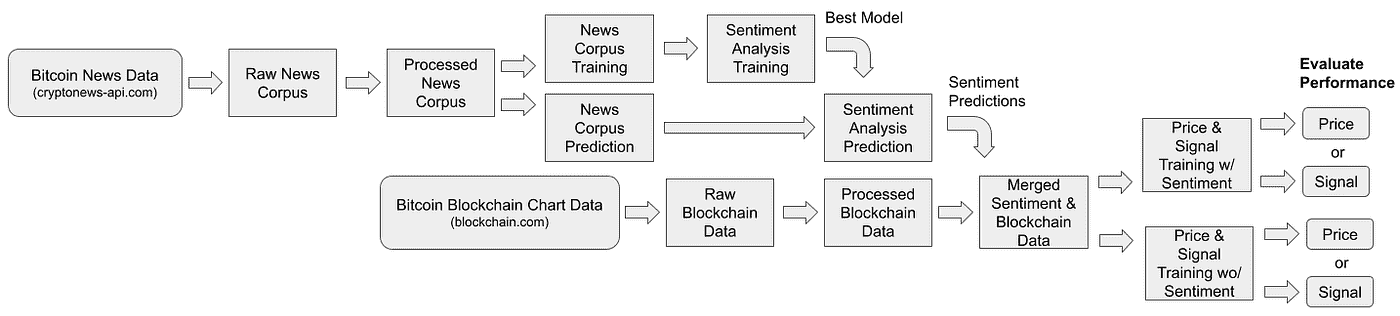 Bitcoin News Data
(cryptonews-api.com)
Raw News
Corpus
Processed
News
Corpus
News
Corpus
Training
Sentiment
Analysis
Training
Best Model
News
Corpus
Prediction
Sentiment
Analysis
Prediction
Sentiment
Predictions
Bitcoin Blockchain Chart Data
(blockchain.com)
Raw
Blockchain
Data
Processed
Blockchain
Data
Merged
Sentiment &
Blockchain
Data
Price &
Signal
Training w/
Sentiment
Price &
Signal
Training wo/
Sentiment
Evaluate
Performance
Price
or
Signal
Price
or
Signal